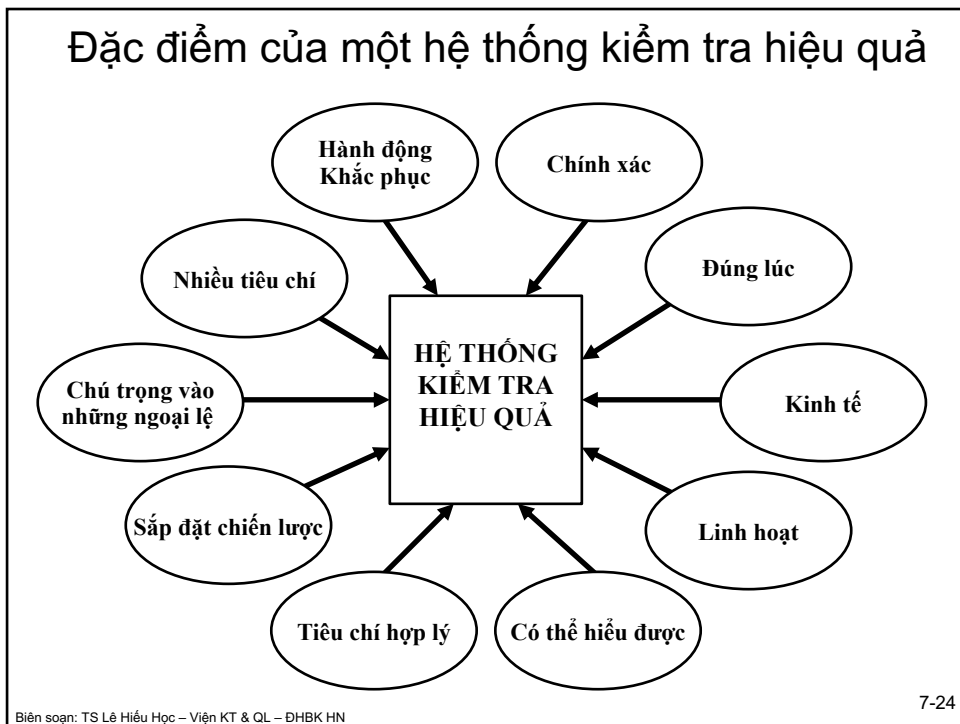 Đặc điểm của một hệ thống kiểm tra hiệu quả
Hành động
Khắc phục
Chính xác
Nhiều tiêu chí
Đúng lúc
HỆ THỐNG
KIỂM TRA
HIỆU QUẢ
Chú trọng vào
những ngoại lệ
Kinh tế
Sắp đặt chiến lược
Linh hoạt
Tiêu chí hợp lý
Có thể hiểu được
7-24
Biên soạn: TS Lê Hiếu Học – Viện KT & QL – ĐHBK HN